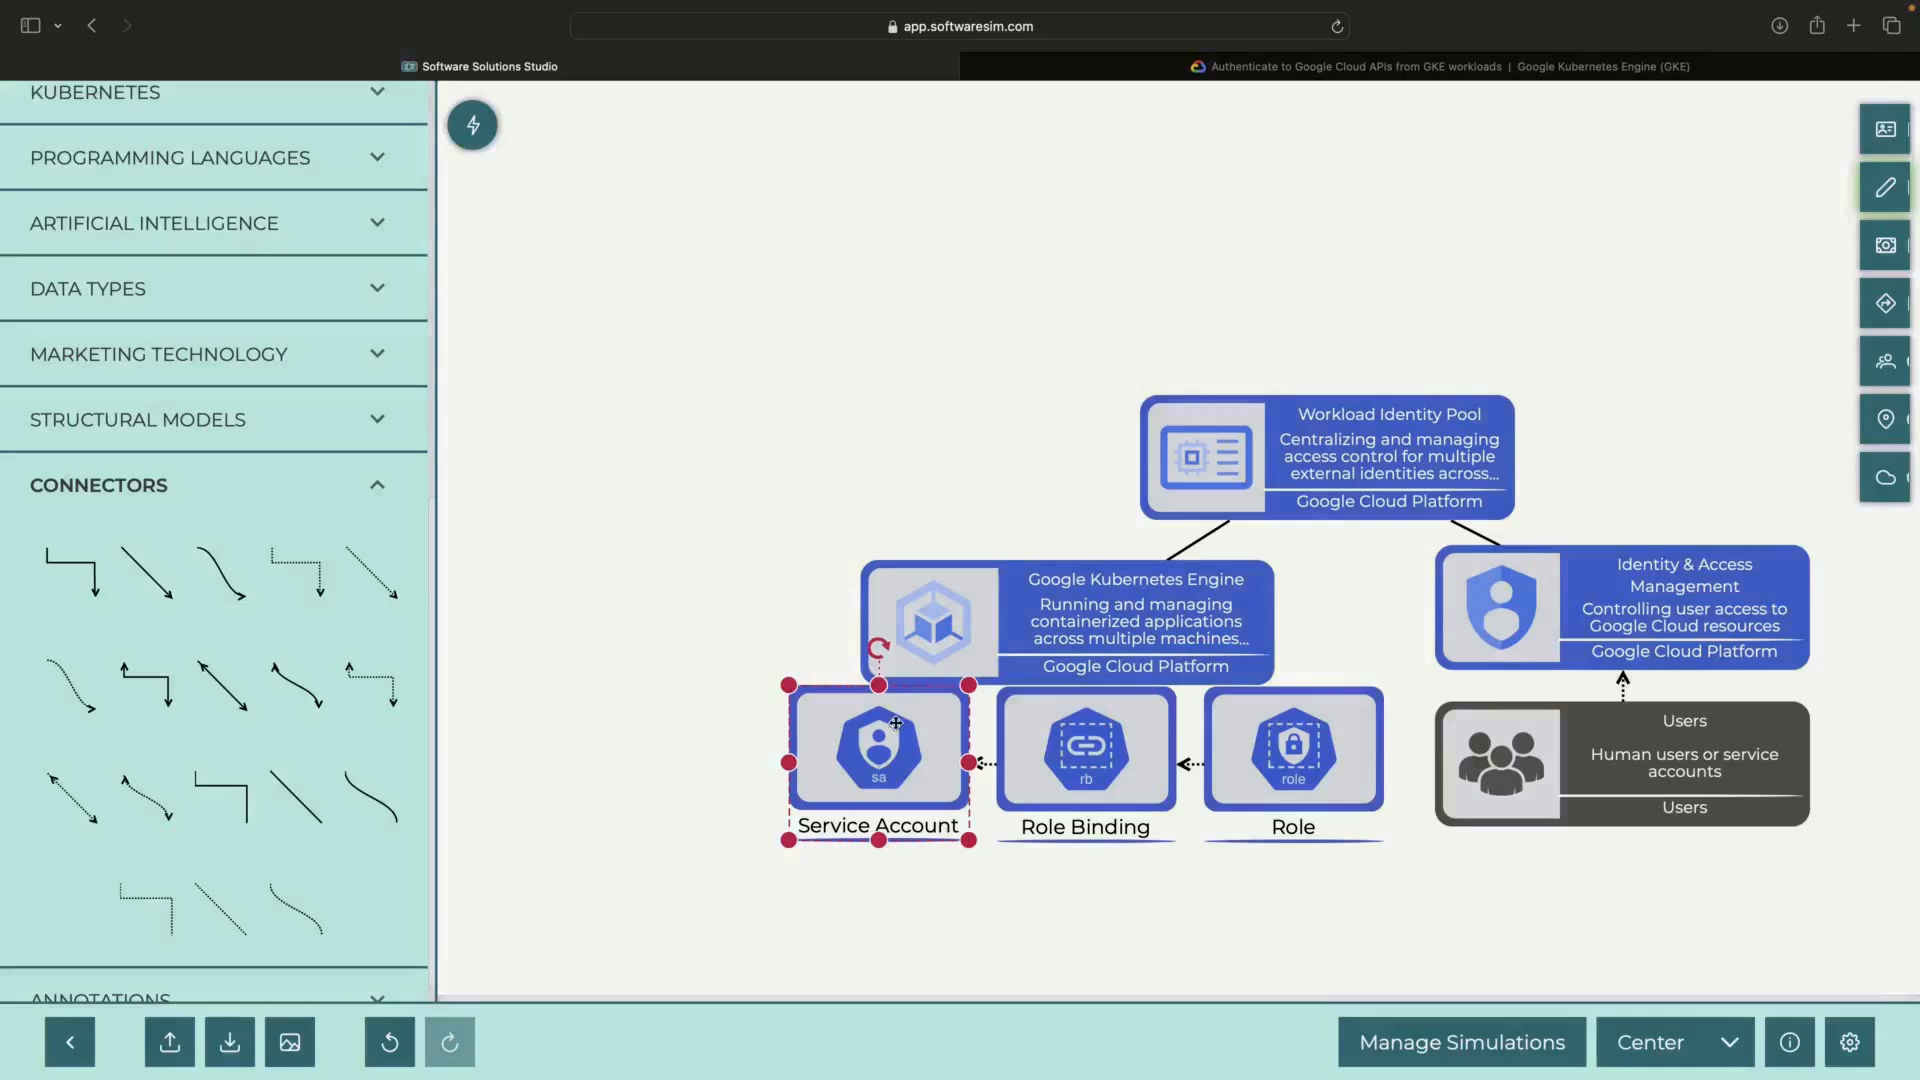 app.softwaresim.com
Software Solutions Studio
Authenticate to Google Cloud APIs from GKE workloads | Google Kubernetes Engine (GKE)
KUBERNETES
PROGRAMMING LANGUAGES
ARTIFICIAL INTELLIGENCE
DATA TYPES
MARKETING TECHNOLOGY
STRUCTURAL MODELS
CONNECTORS
ANNOTATIONS
Workload Identity Pool
Centralizing and managing
access control for multiple
external identities across...
Google Cloud Platform
Google Kubernetes Engine
Running and managing
containerized applications
across multiple machines...
Google Cloud Platform
Identity & Access
Management
Controlling user access to
Google Cloud resources
Google Cloud Platform
sa
Service Account
rb
Role Binding
role
Role
Users
Human users or service
accounts
Users
Manage Simulations
Center